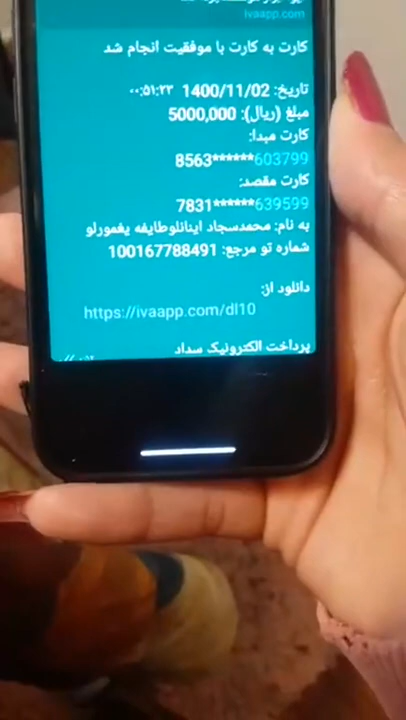 ivaapp.com
کارت به کارت با موفقیت انجام شد
تاریخ: 1400/11/02 ۰۰:۵۱:۲۳
مبلغ (ریال): 5000,000
کارت مبدا:
603799******8563
کارت مقصد:
639599******7831
به نام: محمدسجاد اینانلوطایفه یغمورلو
شماره تو مرجع: 100167788491
دانلود از:
https://ivaapp.com/dl10
پرداخت الکترونیک سداد